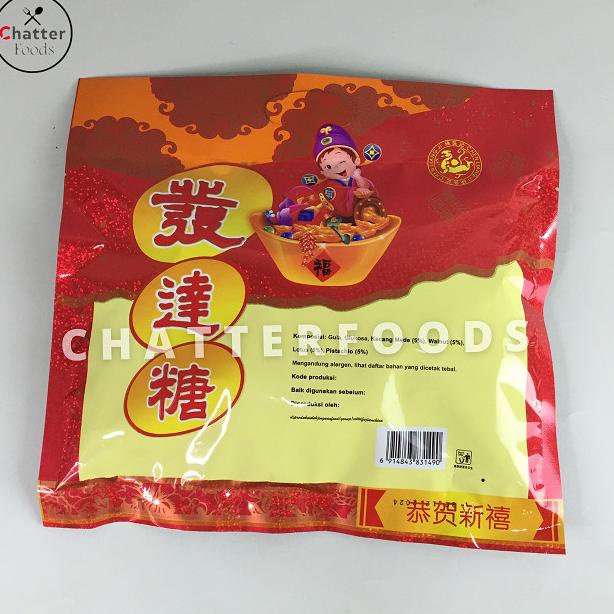 Chatter
Foods
發
達
糖
福
CHATTERFOODS
Komposisi: Gula, Glukosa, Kacang Mede (5%), Walnut (5%),
Lotus (5%), Pistachio (5%)
Mengandung alergen, lihat daftar bahan yang dicetak tebal.
Kode produksi:
Baik digunakan sebelum:
Diproduksi oleh:
6 914843 831490
恭贺新禧